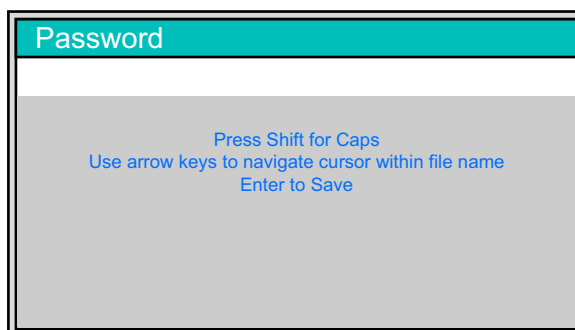 Password
Press Shift for Caps
Use arrow keys to navigate cursor within file name
Enter to Save